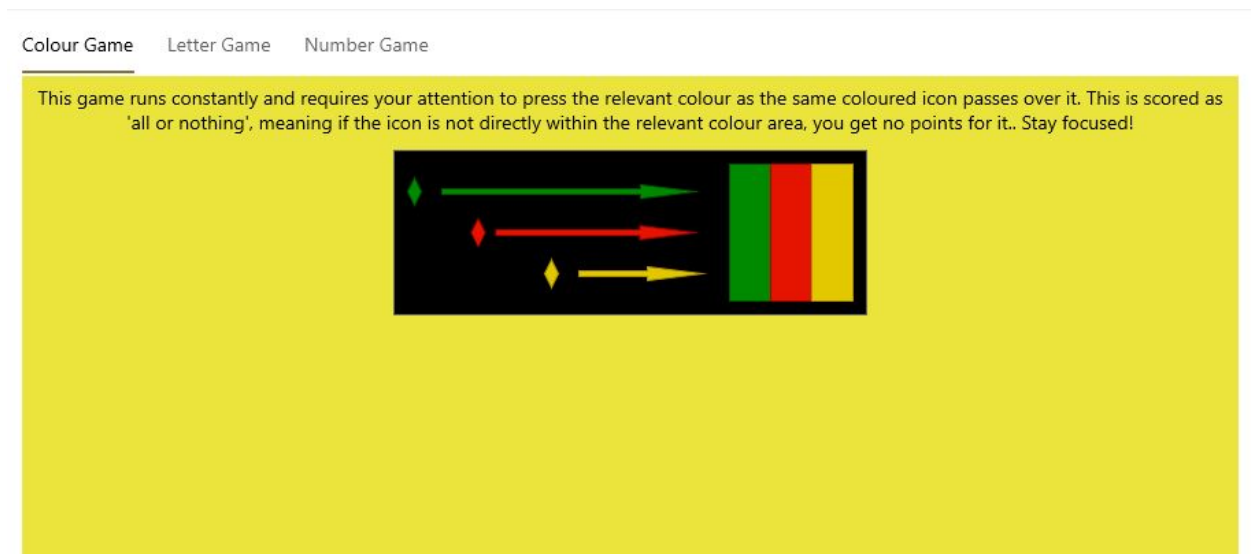 Colour Game Letter Game Number Game
This game runs constantly and requires your attention to press the relevant colour as the same coloured icon passes over it. This is scored as
'all or nothing', meaning if the icon is not directly within the relevant colour area, you get no points for it.. Stay focused!